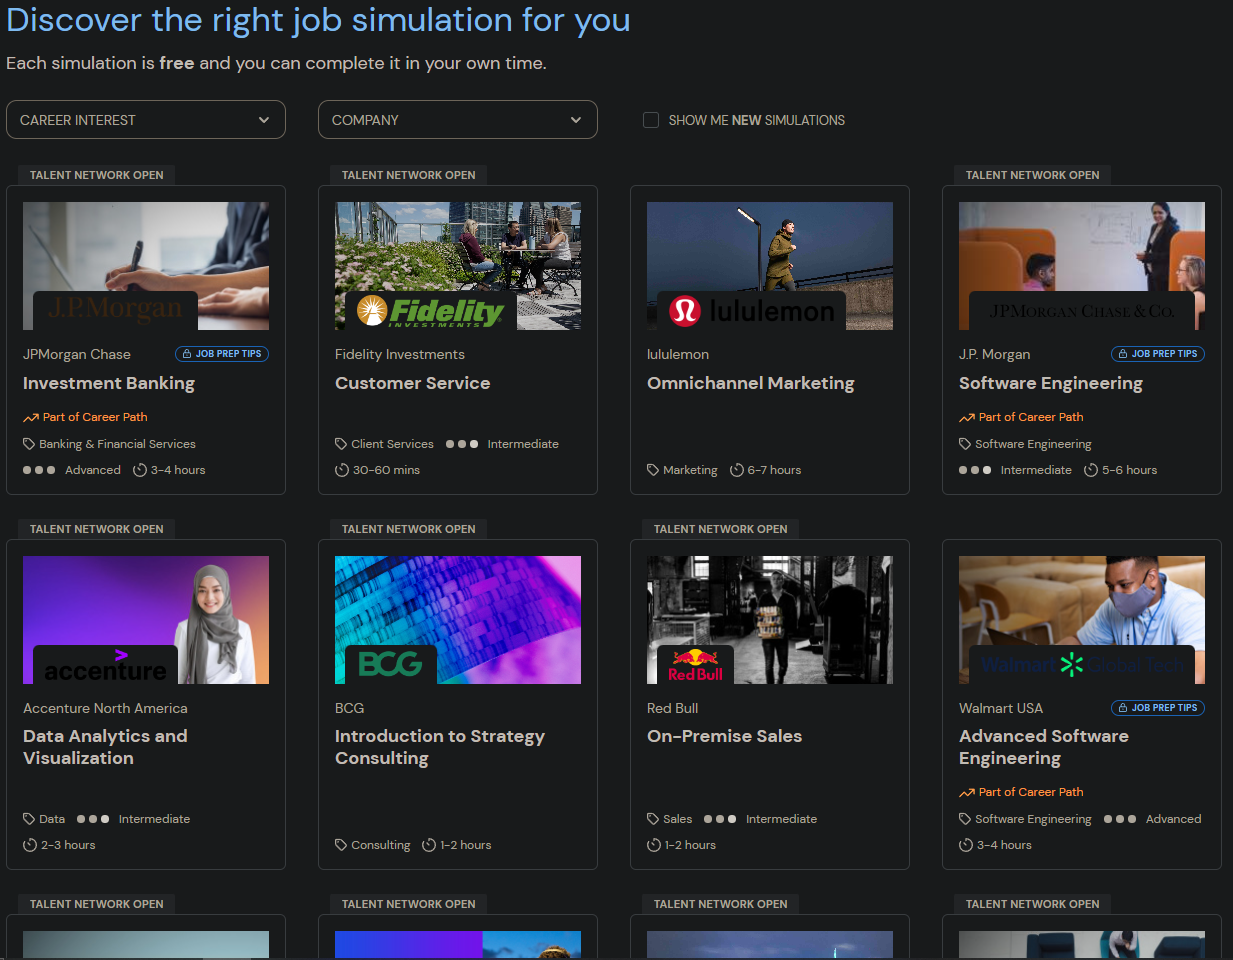 Discover the right job simulation for you
Each simulation is free and you can complete it in your own time.
CAREER INTEREST
COMPANY
SHOW ME NEW SIMULATIONS
TALENT NETWORK OPEN
J.P.Morgan
JPMorgan Chase
JOB PREP TIPS
Investment Banking
Part of Career Path
Banking & Financial Services
Advanced
3-4 hours
TALENT NETWORK OPEN
Fidelity
INVESTMENTS
Fidelity Investments
Customer Service
Client Services
Intermediate
30-60 mins
lululemon
lululemon
Omnichannel Marketing
Marketing
6-7 hours
TALENT NETWORK OPEN
JPMORGAN CHASE & CO.
J.P. Morgan
JOB PREP TIPS
Software Engineering
Part of Career Path
Software Engineering
Intermediate
5-6 hours
TALENT NETWORK OPEN
accenture
Accenture North America
Data Analytics and
Visualization
Data
Intermediate
2-3 hours
TALENT NETWORK OPEN
BCG
BCG
Introduction to Strategy
Consulting
Consulting
1-2 hours
TALENT NETWORK OPEN
Red Bull
Red Bull
On-Premise Sales
Sales
Intermediate
1-2 hours
Walmart Global Tech
Walmart USA
JOB PREP TIPS
Advanced Software
Engineering
Part of Career Path
Software Engineering
Advanced
3-4 hours
TALENT NETWORK OPEN
TALENT NETWORK OPEN
TALENT NETWORK OPEN
TALENT NETWORK OPEN